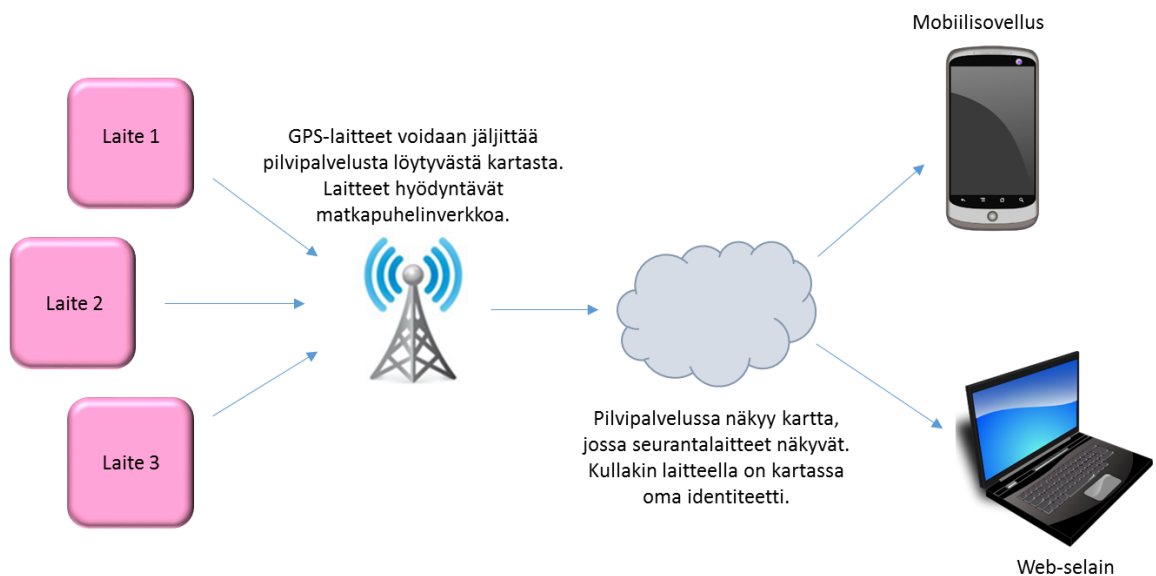 Mobiilisovellus
Laite 1
GPS-laitteet voidaan jäljittää
pilvipalvelusta löytyvästä kartasta.
Laitteet hyödyntävät
matkapuhelinverkkoa.
Laite 2
Laite 3
Pilvipalvelussa näkyy kartta,
jossa seurantalaitteet näkyvät.
Kullakin laitteella on kartassa
oma identiteetti.
Web-selain